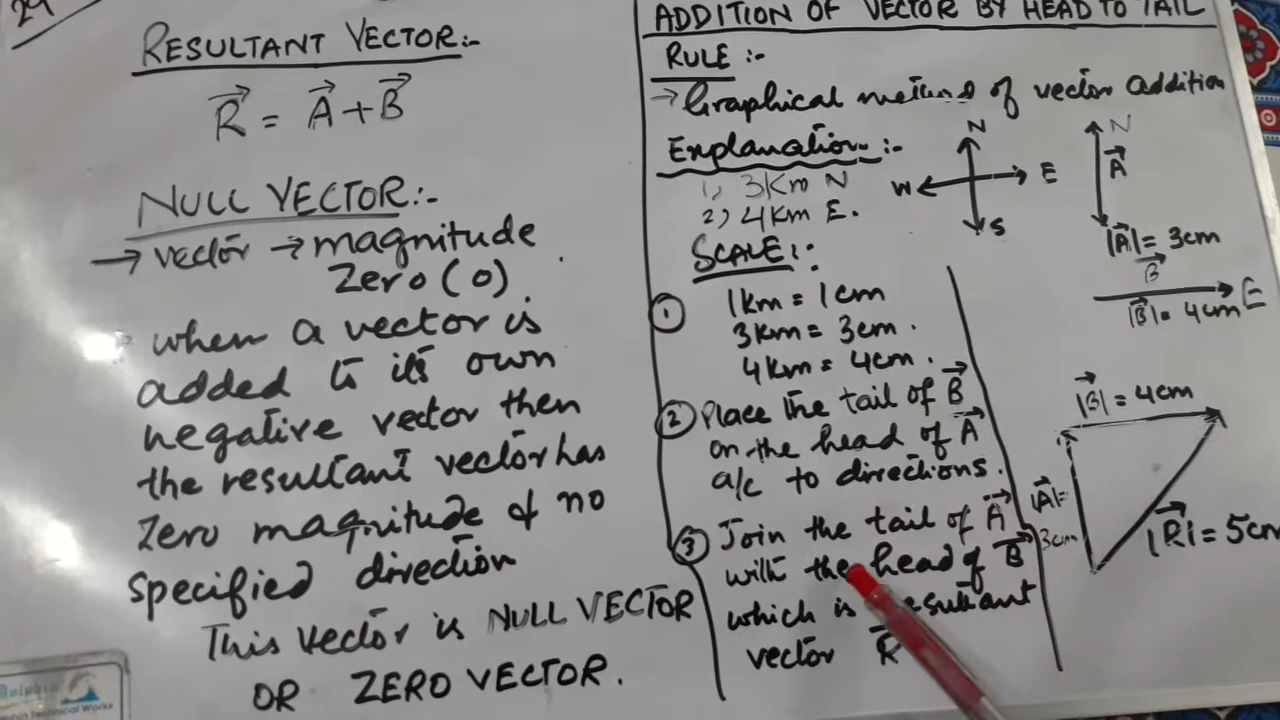 29
RESULTANT VECTOR:-
R = A + B
NULL VECTOR:-
→ vector → magnitude
Zero (0)
when a vector is
added to its own
negative vector then
the resultant vector has
Zero magnitude & no
specified direction
This vector is NULL VECTOR
OR ZERO VECTOR.
Technical Works
ADDITION OF VECTOR BY HEAD TO TAIL
RULE :-
→ Graphical method of vector addition
Explanation :-
1, 3Km N
2) 4Km E.
N
W E
S
N
A
|A| = 3cm
B
E
|B| = 4cm
SCALE :-
① 1km = 1cm
3km = 3cm.
4km = 4cm.
② Place the tail of B
on the head of A
a/c to directions.
③ Join the tail of A
with the head of B
which is resultant
vector R
|B| = 4cm
|A|=
3cm
|R| = 5cm